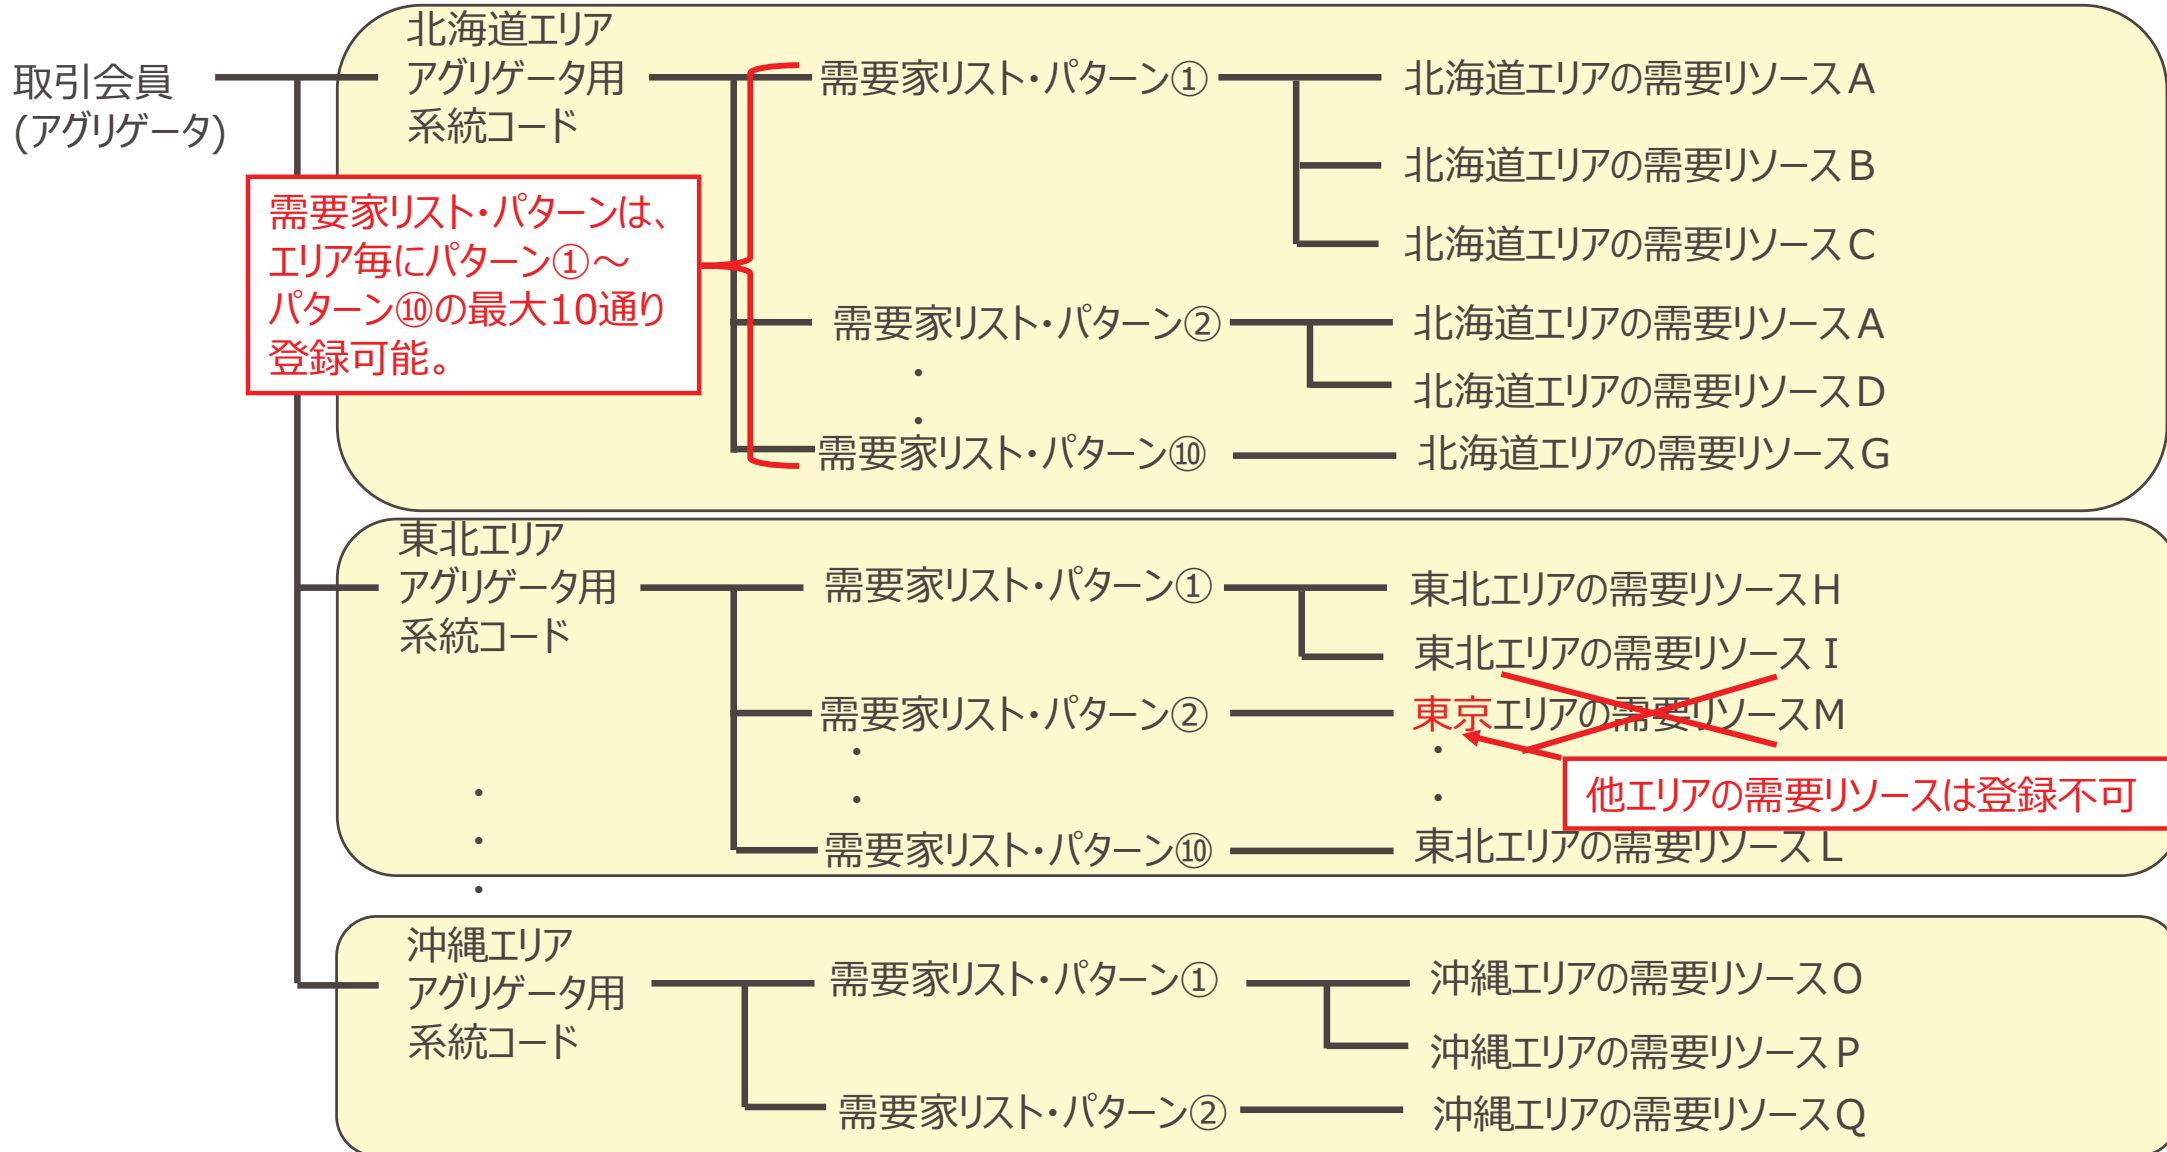 取引会員
(アグリゲータ)
北海道エリア
アグリゲータ用
系統コード
需要家リスト・パターン①
北海道エリアの需要リソースA
北海道エリアの需要リソースB
北海道エリアの需要リソースC
需要家リスト・パターンは、
エリア毎にパターン①～
パターン⑩の最大10通り
登録可能。
需要家リスト・パターン②
北海道エリアの需要リソースA
北海道エリアの需要リソースD
・
・
需要家リスト・パターン⑩
北海道エリアの需要リソースG
東北エリア
アグリゲータ用
系統コード
需要家リスト・パターン①
東北エリアの需要リソースH
東北エリアの需要リソースI
需要家リスト・パターン②
東京エリアの需要リソースM
・
・
・
・
他エリアの需要リソースは登録不可
需要家リスト・パターン⑩
東北エリアの需要リソースL
・
・
・
沖縄エリア
アグリゲータ用
系統コード
需要家リスト・パターン①
沖縄エリアの需要リソースO
沖縄エリアの需要リソースP
需要家リスト・パターン②
沖縄エリアの需要リソースQ